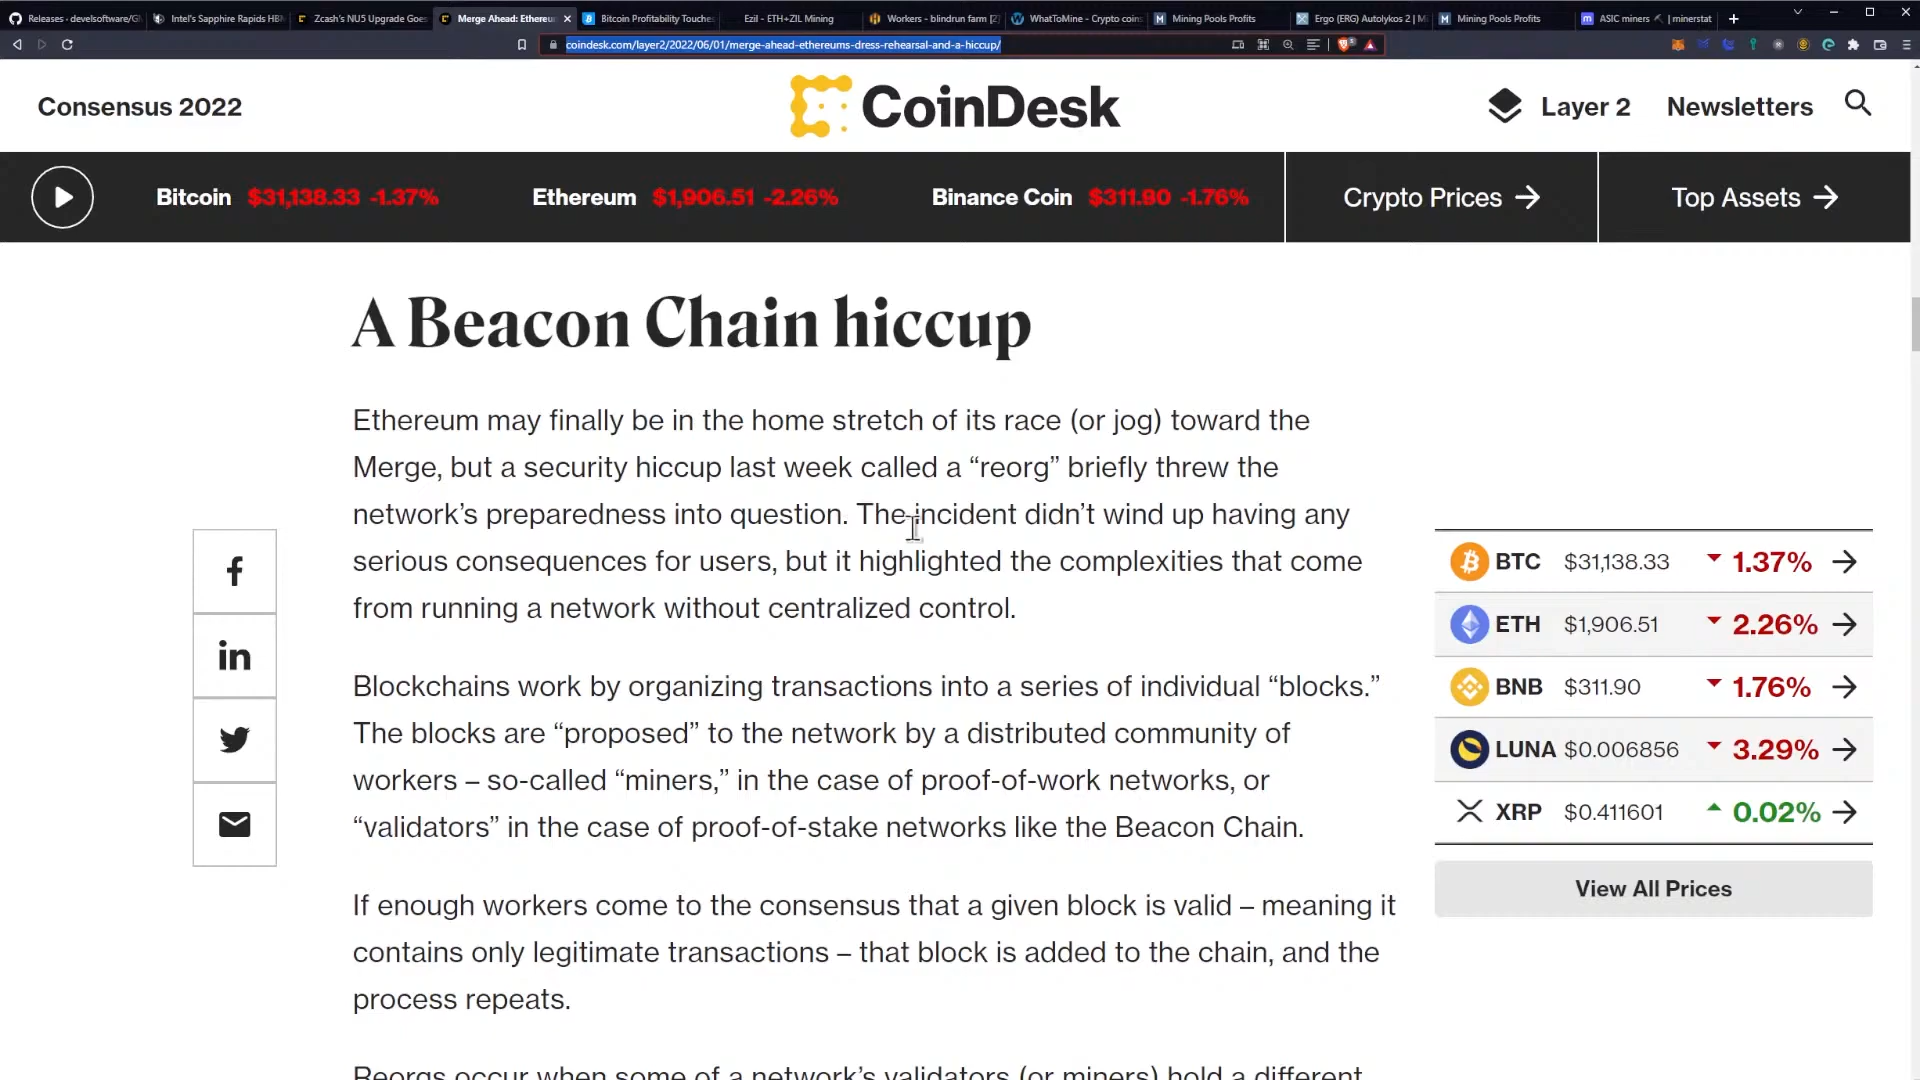 Releases - develsoftware/GM
Intel's Sapphire Rapids HBM
Zcash's NU5 Upgrade Goes
Merge Ahead: Ethereu
Bitcoin Profitability Touches
Ezil - ETH+ZIL Mining
Workers - blindrun farm [2]
WhatToMine - Crypto coins
Mining Pools Profits
Ergo (ERG) Autolykos 2 | M
Mining Pools Profits
ASIC miners | minerstat
coindesk.com/layer2/2022/06/01/merge-ahead-ethereums-dress-rehearsal-and-a-hiccup/
Consensus 2022
CoinDesk
Layer 2
Newsletters
Bitcoin $31,138.33 -1.37%
Ethereum $1,906.51 -2.26%
Binance Coin $311.90 -1.76%
Crypto Prices →
Top Assets →
A Beacon Chain hiccup
Ethereum may finally be in the home stretch of its race (or jog) toward the
Merge, but a security hiccup last week called a “reorg” briefly threw the
network’s preparedness into question. The incident didn’t wind up having any
serious consequences for users, but it highlighted the complexities that come
from running a network without centralized control.
Blockchains work by organizing transactions into a series of individual “blocks.”
The blocks are “proposed” to the network by a distributed community of
workers – so-called “miners,” in the case of proof-of-work networks, or
“validators” in the case of proof-of-stake networks like the Beacon Chain.
If enough workers come to the consensus that a given block is valid – meaning it
contains only legitimate transactions – that block is added to the chain, and the
process repeats.
Reorgs occur when some of a network’s validators (or miners) hold a different
BTC $31,138.33 1.37% →
ETH $1,906.51 2.26% →
BNB $311.90 1.76% →
LUNA $0.006856 3.29% →
XRP $0.411601 0.02% →
View All Prices